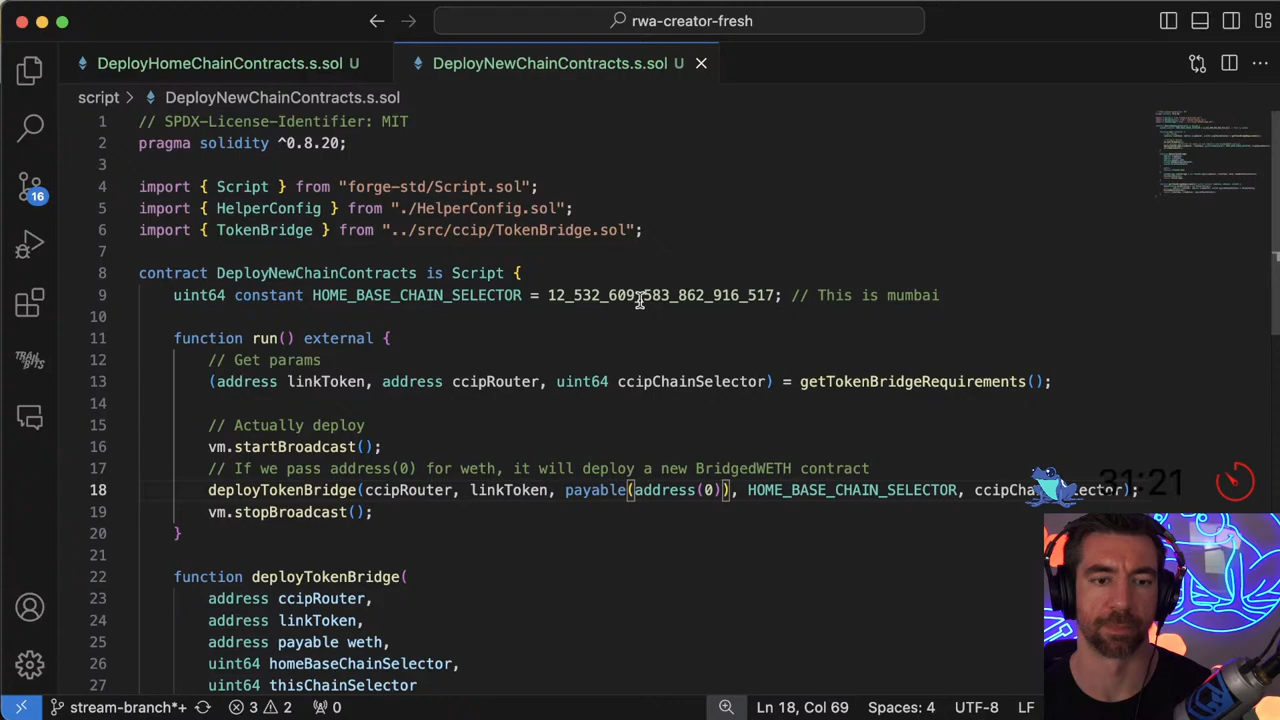 rwa-creator-fresh
DeployHomeChainContracts.s.sol U
DeployNewChainContracts.s.sol U
script > DeployNewChainContracts.s.sol
1 // SPDX-License-Identifier: MIT
2 pragma solidity ^0.8.20;
3
4 import { Script } from "forge-std/Script.sol";
5 import { HelperConfig } from "./HelperConfig.sol";
6 import { TokenBridge } from "../src/ccip/TokenBridge.sol";
7
8 contract DeployNewChainContracts is Script {
9 uint64 constant HOME_BASE_CHAIN_SELECTOR = 12_532_609_583_862_916_517; // This is mumbai
10
11 function run() external {
12 // Get params
13 (address linkToken, address ccipRouter, uint64 ccipChainSelector) = getTokenBridgeRequirements();
14
15 // Actually deploy
16 vm.startBroadcast();
17 // If we pass address(0) for weth, it will deploy a new BridgedWETH contract
18 deployTokenBridge(ccipRouter, linkToken, payable(address(0)), HOME_BASE_CHAIN_SELECTOR, ccipChainSelector);
31:21
19 vm.stopBroadcast();
20 }
21
22 function deployTokenBridge(
23 address ccipRouter,
24 address linkToken,
25 address payable weth,
26 uint64 homeBaseChainSelector,
27 uint64 thisChainSelector
16
TRAIL OF BITS
stream-branch*+ 3 2 0 Ln 18, Col 69 Spaces: 4 UTF-8 LF